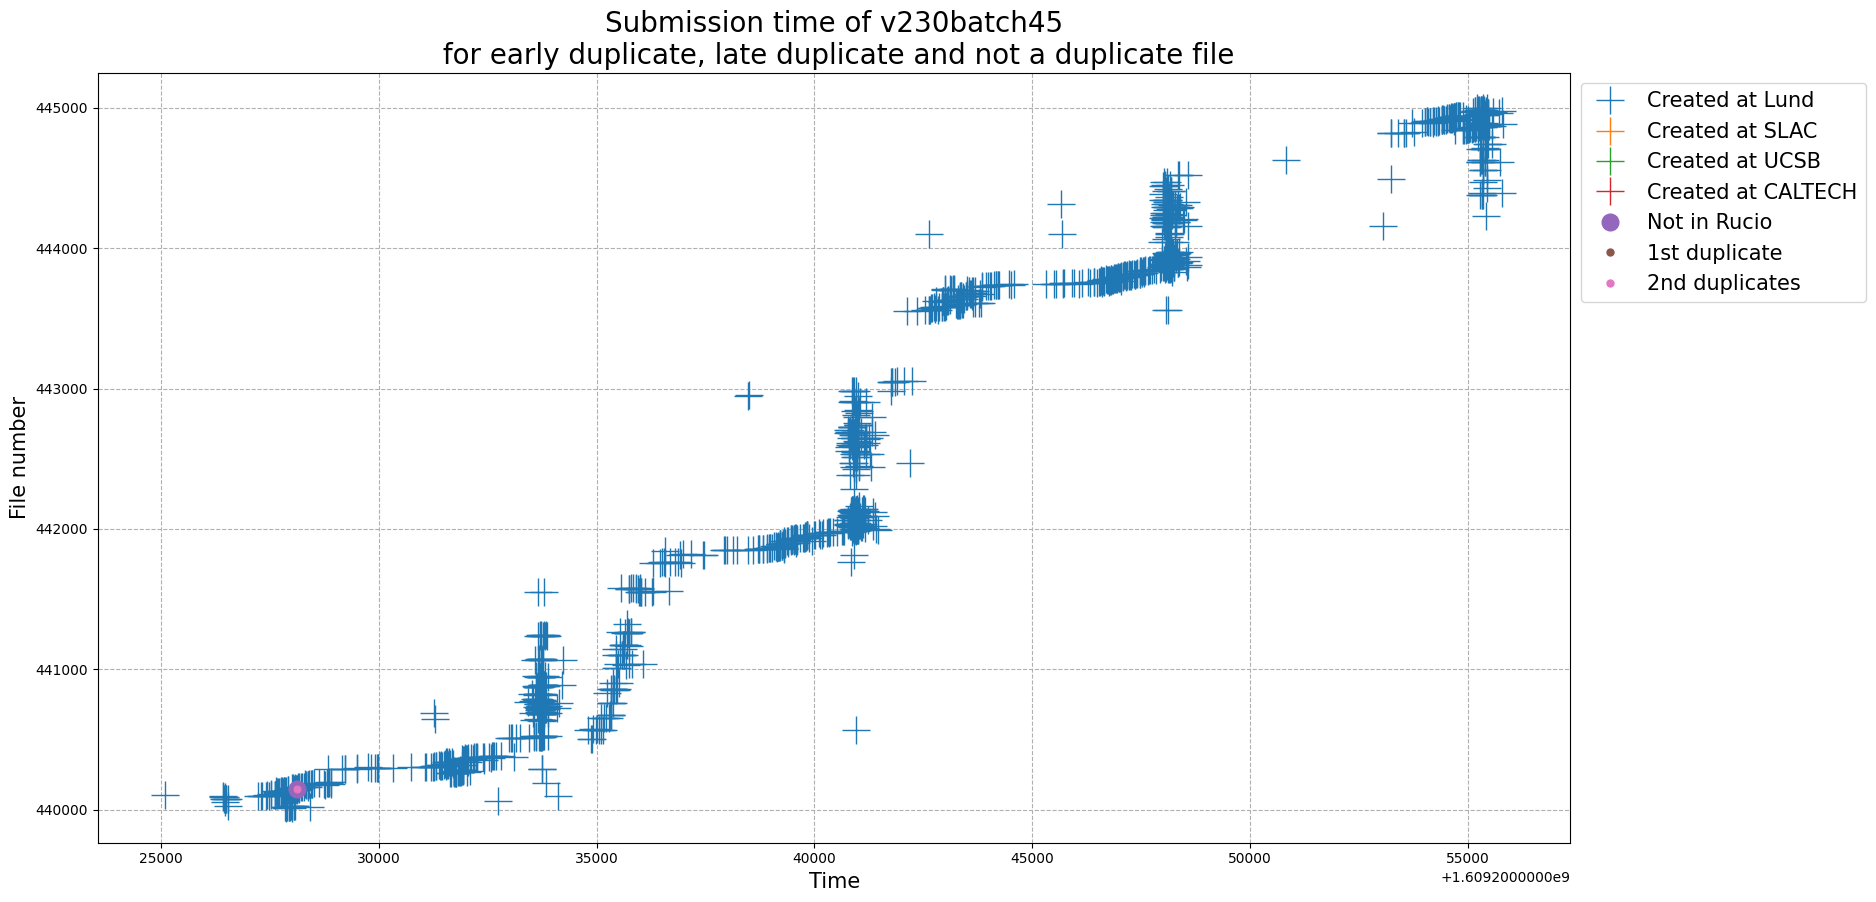 Submission time of v230batch45
for early duplicate, late duplicate and not a duplicate file
File number
445000
444000
443000
442000
441000
440000
25000
30000
35000
40000
45000
50000
55000
+1.6092000000e9
Time
Created at Lund
Created at SLAC
Created at UCSB
Created at CALTECH
Not in Rucio
1st duplicate
2nd duplicates